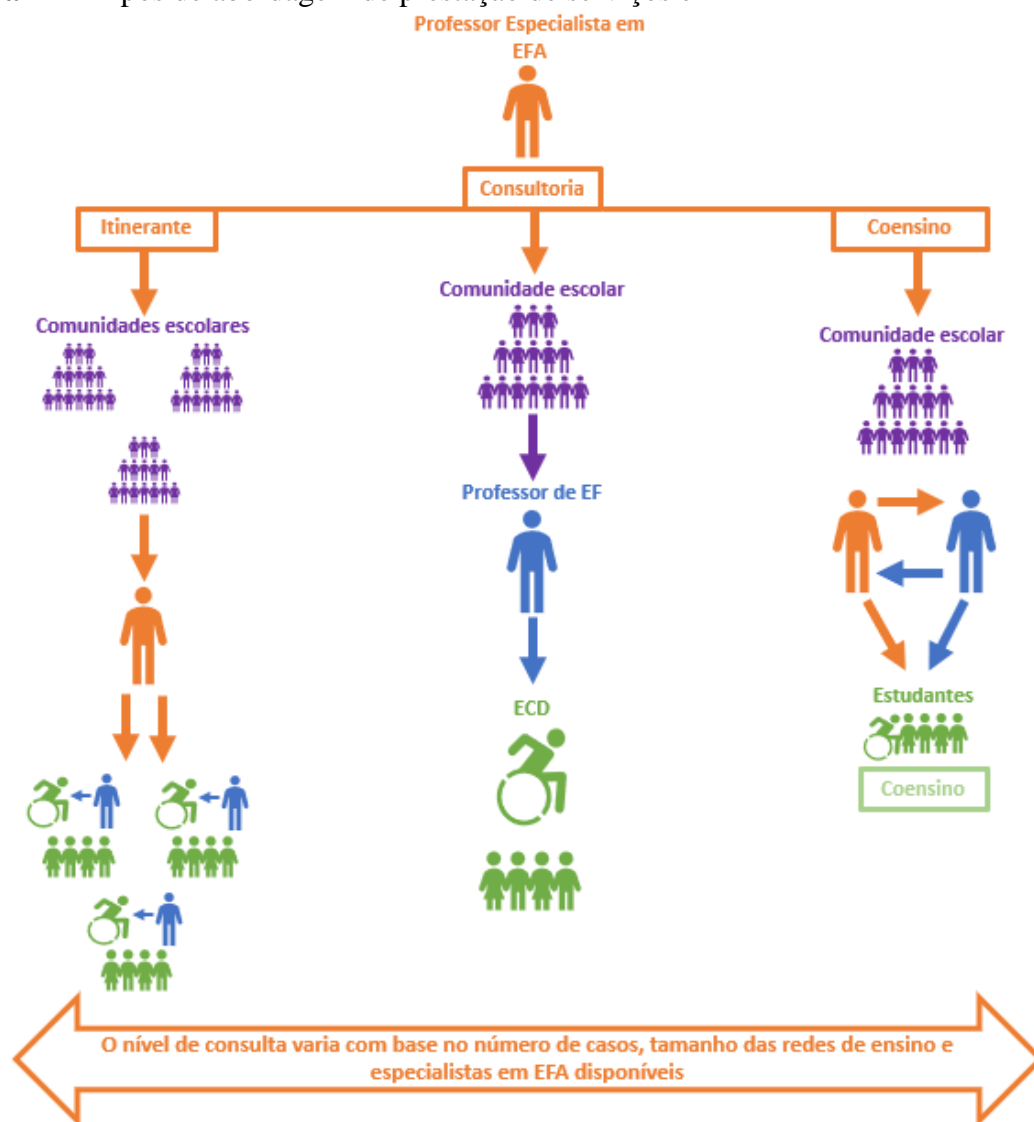 Professor Especialista em
EFA
Consultoria
Itinerante
Coensino
Comunidades escolares
Comunidade escolar
Comunidade escolar
Professor de EF
ECD
Estudantes
Coensino
O nível de consulta varia com base no número de casos, tamanho das redes de ensino e
especialistas em EFA disponíveis